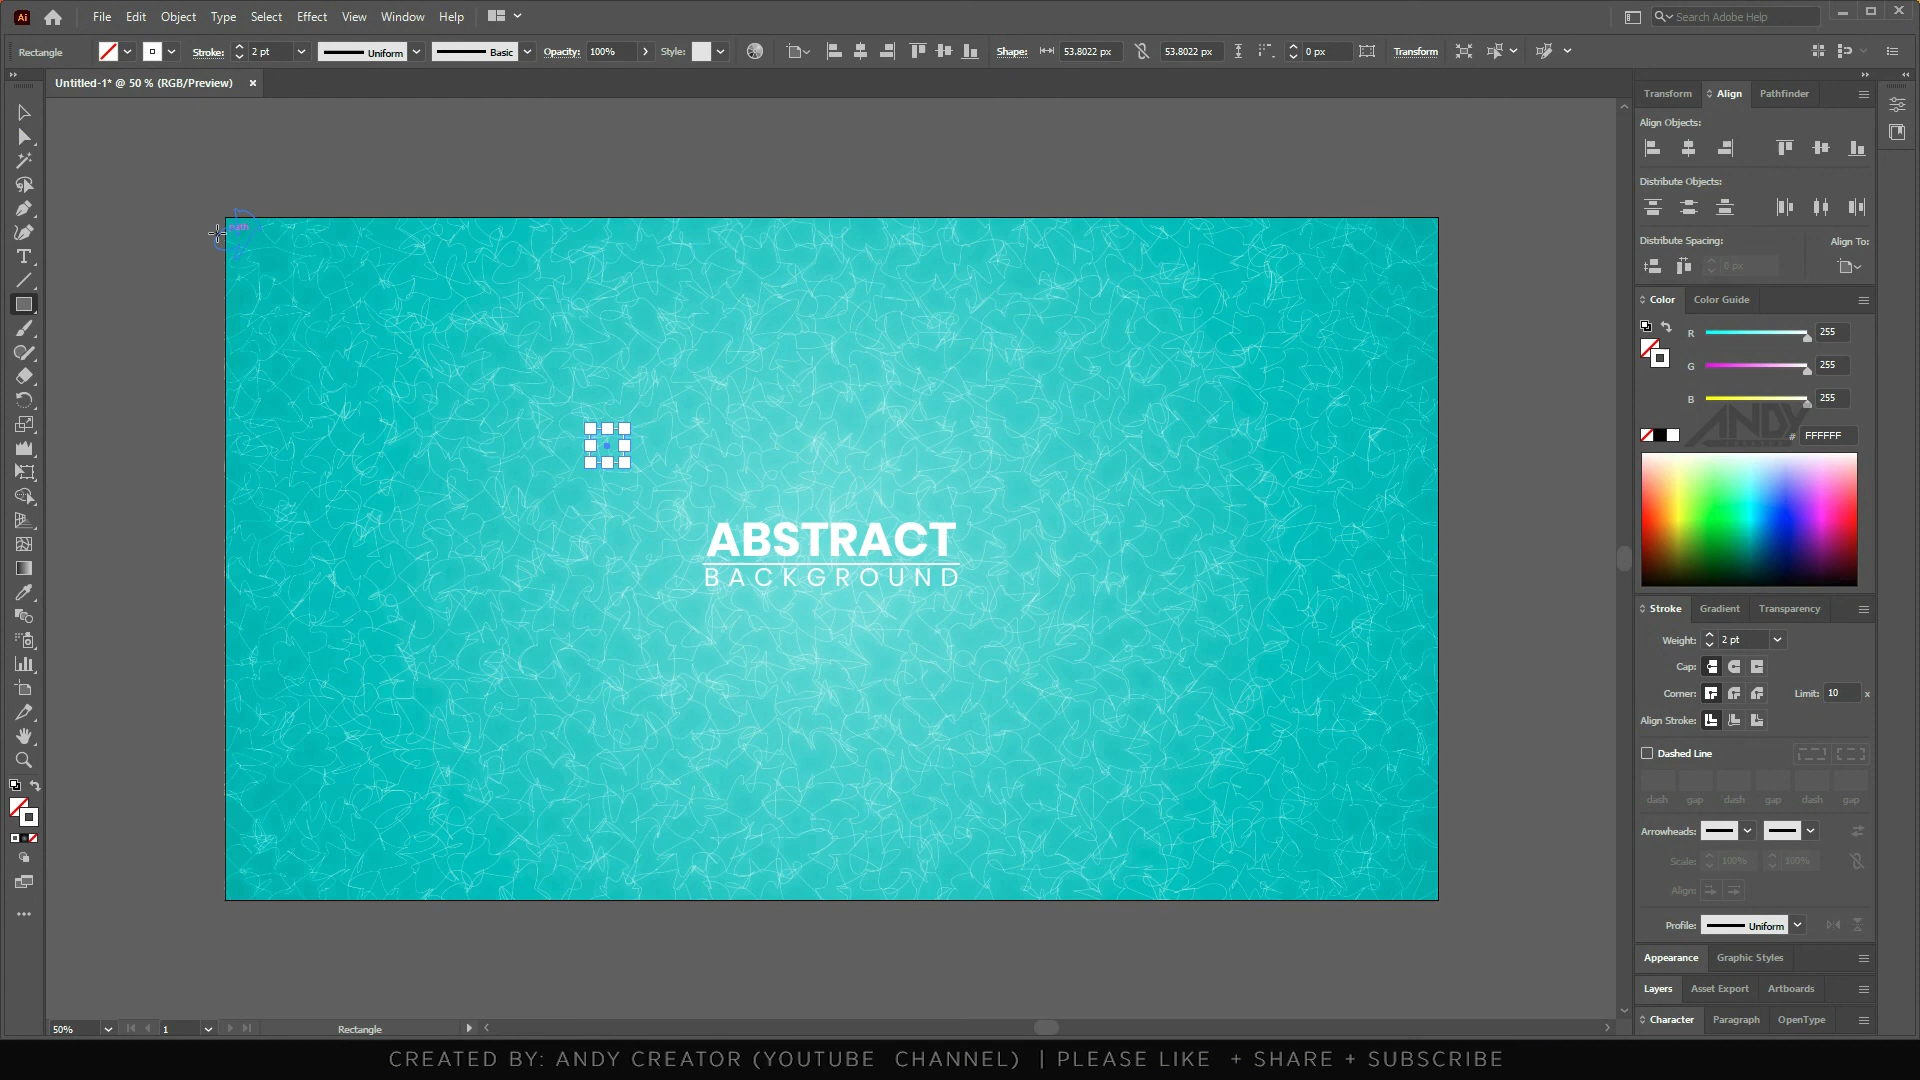 Ai File Edit Object Type Select Effect View Window Help Search Adobe Help
Rectangle Stroke: 2 pt Uniform Basic Opacity: 100% Style: Shape: 53.8022 px 53.8022 px 0 px Transform
Untitled-1* @ 50 % (RGB/Preview)
Transform Align Pathfinder
Align Objects:
Distribute Objects:
Distribute Spacing: Align To:
0 px
path
Color Color Guide
R 255
G 255
B 255
ANDY
# FFFFFF
ABSTRACT
BACKGROUND
Stroke Gradient Transparency
Weight: 2 pt
Cap:
Corner: Limit: 10 x
Align Stroke:
Dashed Line
dash gap dash gap dash gap
Arrowheads:
Scale: 100% 100%
Align:
Profile: Uniform
Appearance Graphic Styles
Layers Asset Export Artboards
Character Paragraph OpenType
50% 1 Rectangle
CREATED BY: ANDY CREATOR (YOUTUBE CHANNEL) | PLEASE LIKE + SHARE + SUBSCRIBE